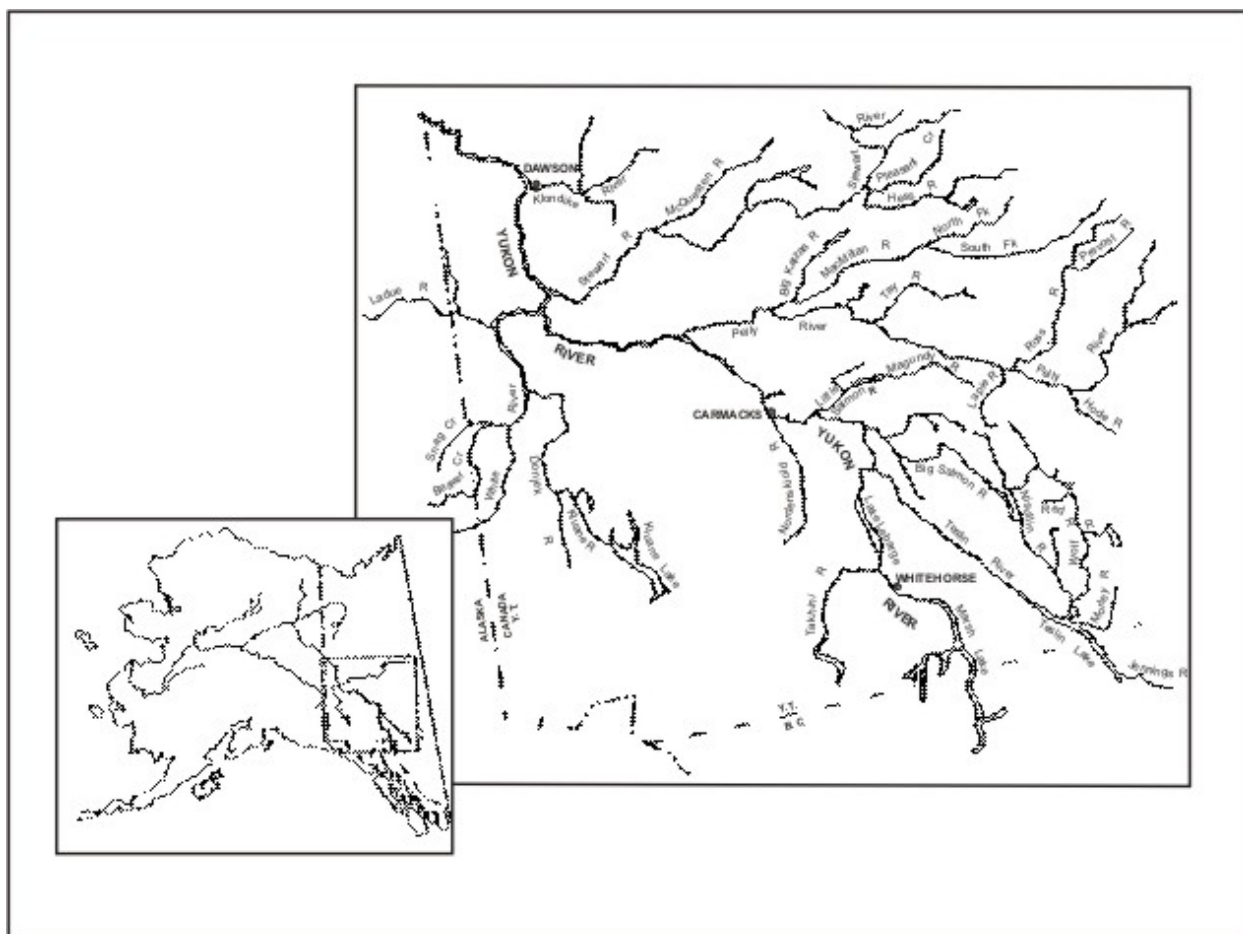 River
Stewart
Pleasant Cr
Hess R
DAWSON
Klondike
River
McQuesten R
YUKON
Stewart R
Big Kalzas R
MacMillan R
North Fk
South Fk
Prevost R
Ladue R
Tay R
Pelly
River
RIVER
Ross R
River
Little
Salmon R
Magundy R
Lapie R
Pelly
Hoole R
CARMACKS
YUKON
River
Snag Cr
Beaver Cr
White
Donjek
R
Nordenskiold R
Big Salmon R
Nisutlin
R
Red R
Wolf
R
Kluane R
Kluane Lake
Lake Laberge
Teslin
River
WHITEHORSE
RIVER
Takhini R
Marsh
Lake
Morley R
Teslin
Lake
Jennings R
ALASKA
CANADA
Y. T.
Y.T.
B. C.